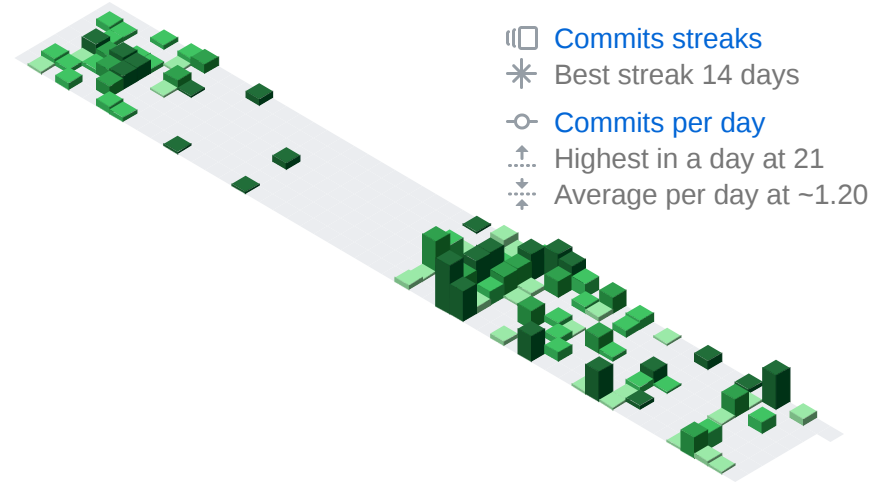 Commits streaks
Best streak 14 days
Commits per day
Highest in a day at 21
Average per day at ~1.20